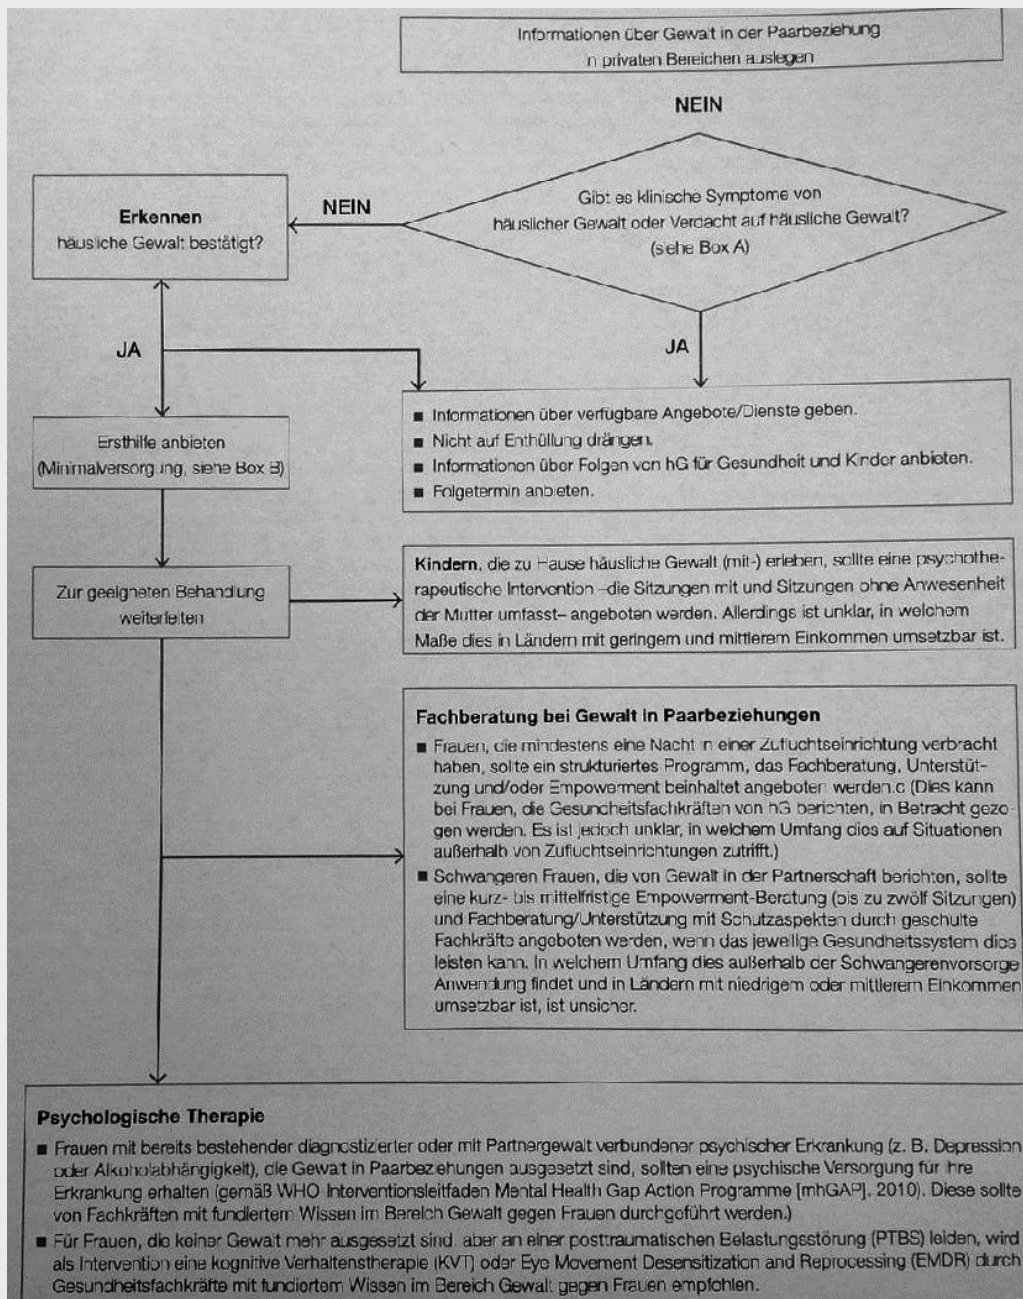 Informationen über Gewalt in der Paarbeziehung
in privaten Bereichen auslegen
NEIN
Gibt es klinische Symptome von
häuslicher Gewalt oder Verdacht auf häusliche Gewalt?
(siehe Box A)
NEIN
Erkennen
häusliche Gewalt bestätigt?
JA
JA
■ Informationen über verfügbare Angebote/Dienste geben.
■ Nicht auf Enthüllung drängen.
■ Informationen über Folgen von hG für Gesundheit und Kinder anbieten.
■ Folgetermin anbieten.
Ersthilfe anbieten
(Minimalversorgung, siehe Box B)
Zur geeigneten Behandlung
weiterleiten
Kindern, die zu Hause häusliche Gewalt (mit-) erleben, sollte eine psychothe-
rapeutische Intervention –die Sitzungen mit und Sitzungen ohne Anwesenheit
der Mutter umfasst– angeboten werden. Allerdings ist unklar, in welchem
Maße dies in Ländern mit geringem und mittlerem Einkommen umsetzbar ist.
Fachberatung bei Gewalt in Paarbeziehungen
■ Frauen, die mindestens eine Nacht in einer Zufluchtseinrichtung verbracht
haben, sollte ein strukturiertes Programm, das Fachberatung, Unterstüt-
zung und/oder Empowerment beinhaltet angeboten werden.c (Dies kann
bei Frauen, die Gesundheitsfachkräften von hG berichten, in Betracht gezo-
gen werden. Es ist jedoch unklar, in welchem Umfang dies auf Situationen
außerhalb von Zufluchtseinrichtungen zutrifft.)
■ Schwangeren Frauen, die von Gewalt in der Partnerschaft berichten, sollte
eine kurz- bis mittelfristige Empowerment-Beratung (bis zu zwölf Sitzungen)
und Fachberatung/Unterstützung mit Schutzaspekten durch geschulte
Fachkräfte angeboten werden, wenn das jeweilige Gesundheitssystem dies
leisten kann. In welchem Umfang dies außerhalb der Schwangerenvorsorge
Anwendung findet und in Ländern mit niedrigem oder mittlerem Einkommen
umsetzbar ist, ist unsicher.
Psychologische Therapie
■ Frauen mit bereits bestehender diagnostizierter oder mit Partnergewalt verbundener psychischer Erkrankung (z. B. Depression
oder Alkoholabhängigkeit), die Gewalt in Paarbeziehungen ausgesetzt sind, sollten eine psychische Versorgung für ihre
Erkrankung erhalten (gemäß WHO Interventionsleitfaden Mental Health Gap Action Programme [mhGAP], 2010). Diese sollte
von Fachkräften mit fundiertem Wissen im Bereich Gewalt gegen Frauen durchgeführt werden.)
■ Für Frauen, die keiner Gewalt mehr ausgesetzt sind, aber an einer posttraumatischen Belastungsstörung (PTBS) leiden, wird
als Intervention eine kognitive Verhaltenstherapie (KVT) oder Eye Movement Desensitization and Reprocessing (EMDR) durch
Gesundheitsfachkräfte mit fundiertem Wissen im Bereich Gewalt gegen Frauen empfohlen.